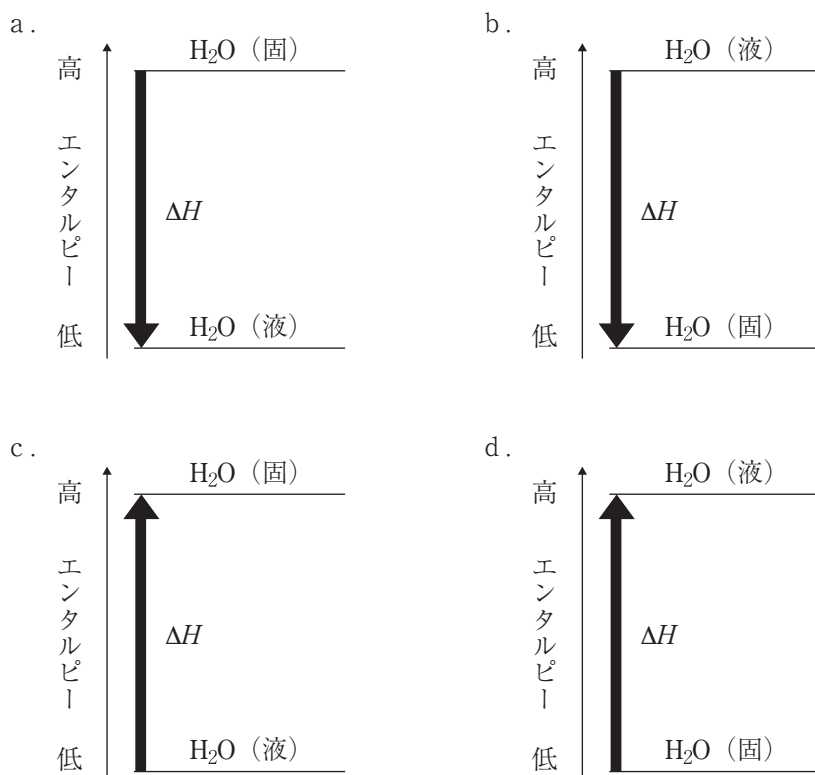 a.
H₂O（固）
高
エンタルピー
ΔH
低
H₂O（液）
b.
H₂O（液）
高
エンタルピー
ΔH
低
H₂O（固）
c.
H₂O（固）
高
エンタルピー
ΔH
低
H₂O（液）
d.
H₂O（液）
高
エンタルピー
ΔH
低
H₂O（固）